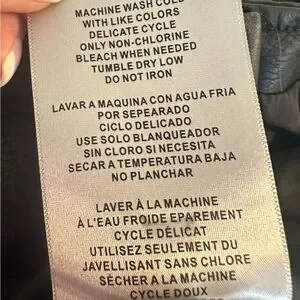 MACHINE WASH COLD
WITH LIKE COLORS
DELICATE CYCLE
ONLY NON-CHLORINE
BLEACH WHEN NEEDED
TUMBLE DRY LOW
DO NOT IRON
LAVAR A MAQUINA CON AGUA FRIA
POR SEPARADO
CICLO DELICADO
USE SOLO BLANQUEADOR
SIN CLORO SI NECESITA
SECAR A TEMPERATURA BAJA
NO PLANCHAR
LAVER À LA MACHINE
À L'EAU FROIDE EPAREMENT
CYCLE DÉLICAT
UTILISEZ SEULEMENT DU
JAVELLISANT SANS CHLORE
SÉCHER A LA MACHINE
CYCLE DOUX